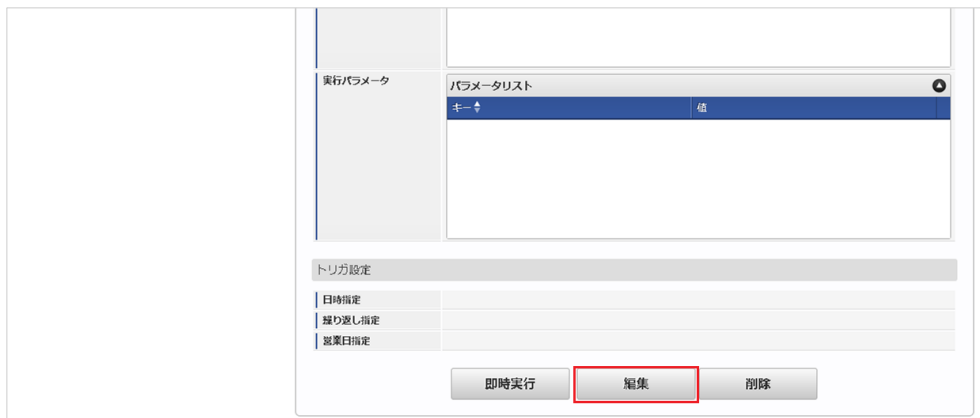 実行パラメータ
パラメータリスト
キー 値
トリガ設定
日時指定
繰り返し指定
営業日指定
即時実行 編集 削除